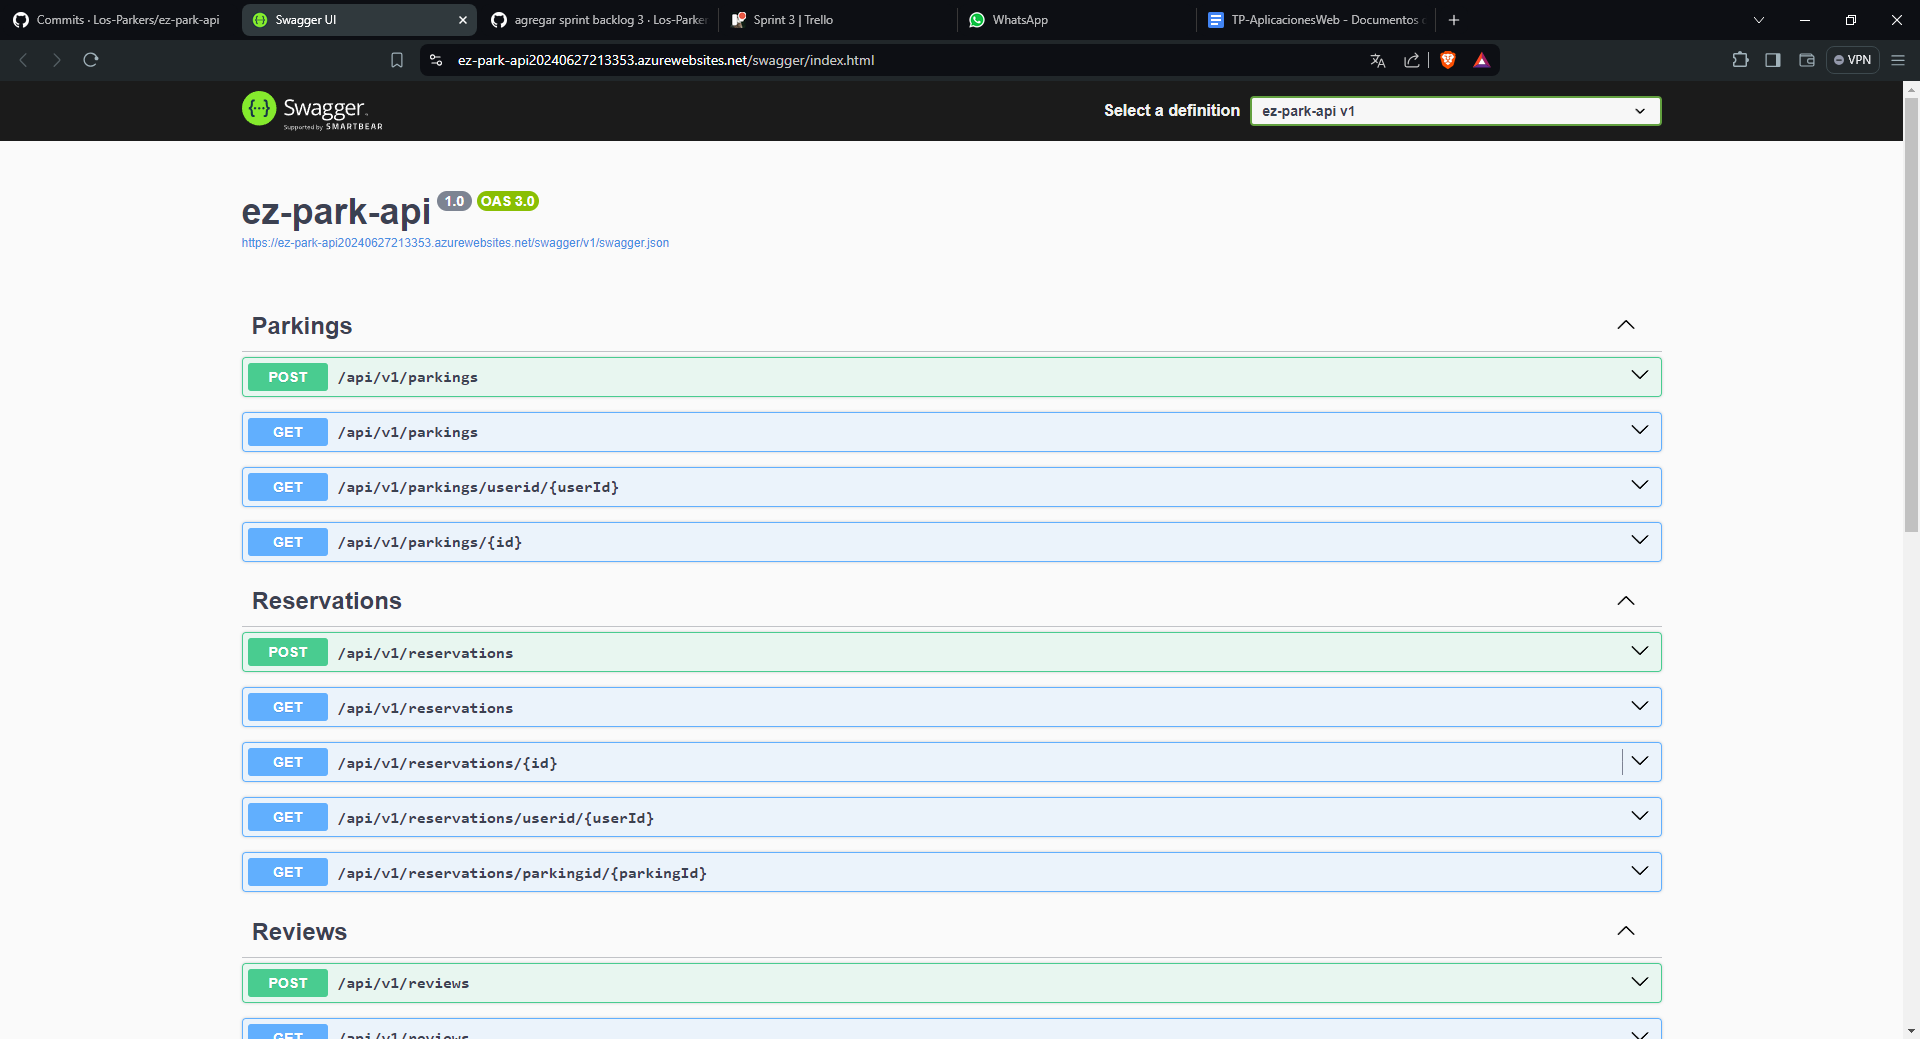 Commits · Los-Parkers/ez-park-api
Swagger UI
agregar sprint backlog 3 · Los-Parker
Sprint 3 | Trello
WhatsApp
TP-AplicacionesWeb - Documentos
ez-park-api20240627213353.azurewebsites.net/swagger/index.html
VPN
Swagger.
Supported by SMARTBEAR
Select a definition
ez-park-api v1
ez-park-api 1.0 OAS 3.0
https://ez-park-api20240627213353.azurewebsites.net/swagger/v1/swagger.json
Parkings
POST /api/v1/parkings
GET /api/v1/parkings
GET /api/v1/parkings/userid/{userId}
GET /api/v1/parkings/{id}
Reservations
POST /api/v1/reservations
GET /api/v1/reservations
GET /api/v1/reservations/{id}
GET /api/v1/reservations/userid/{userId}
GET /api/v1/reservations/parkingid/{parkingId}
Reviews
POST /api/v1/reviews
GET /api/v1/reviews